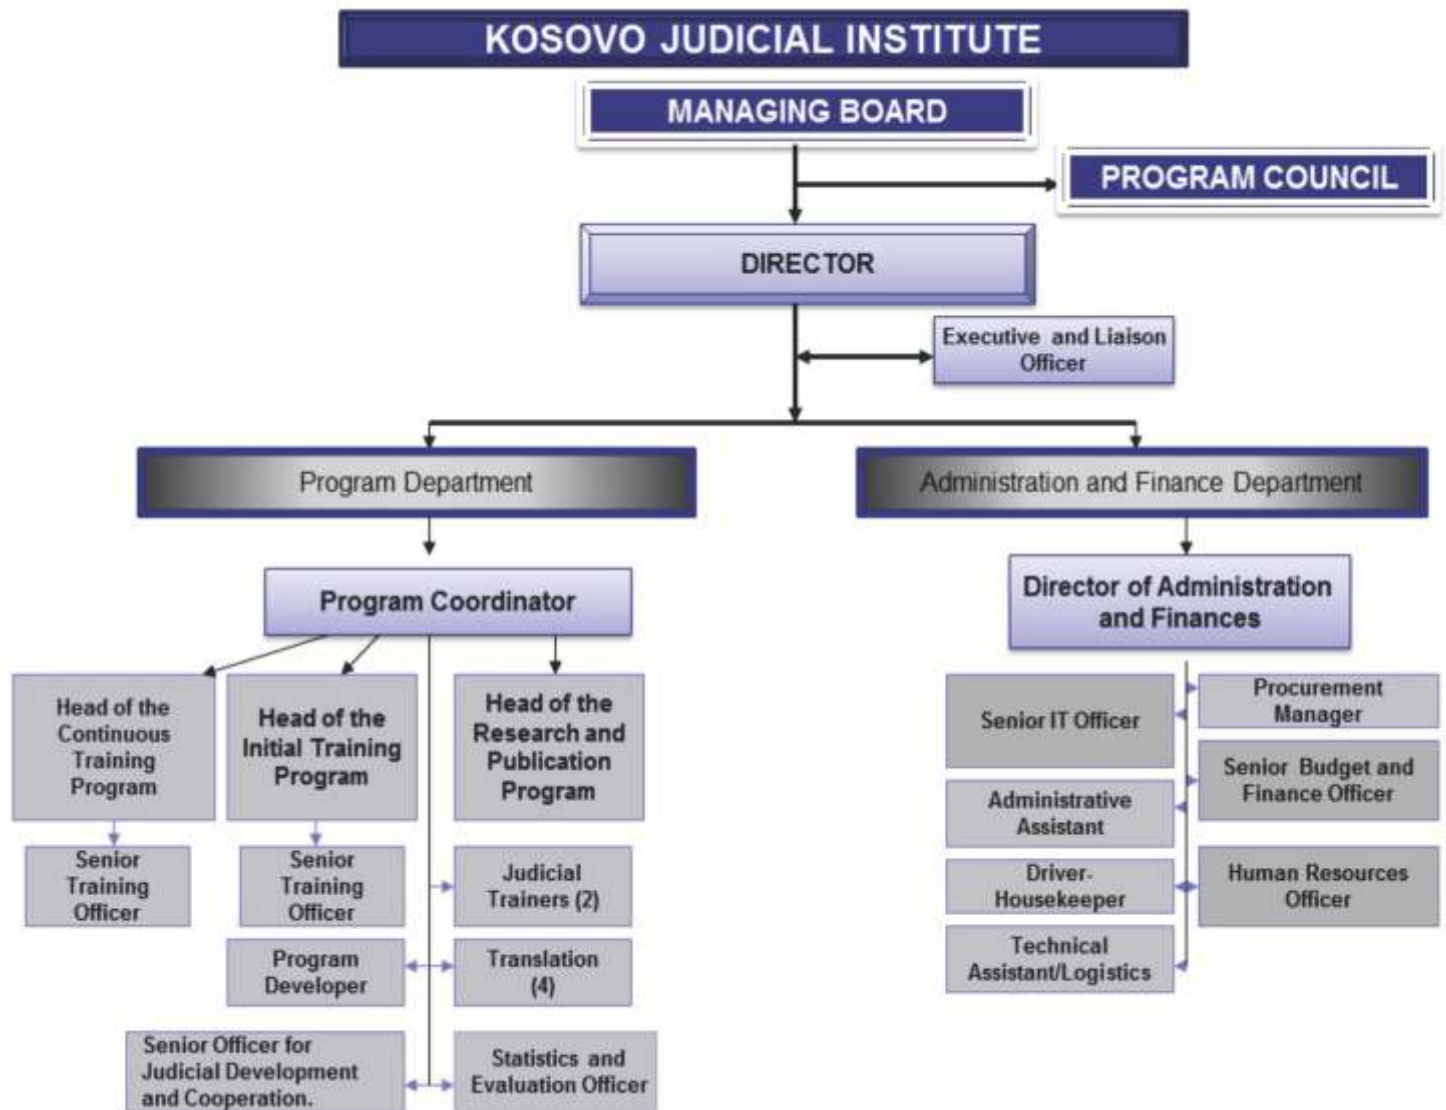 KOSOVO JUDICIAL INSTITUTE
MANAGING BOARD
PROGRAM COUNCIL
DIRECTOR
Executive and Liaison
Officer
Program Department
Administration and Finance Department
Program Coordinator
Director of Administration
and Finances
Head of the
Continuous
Training
Program
Head of the
Initial Training
Program
Head of the
Research and
Publication
Program
Senior
Training
Officer
Senior
Training
Officer
Judicial
Trainers (2)
Program
Developer
Translation
(4)
Senior Officer for
Judicial Development
and Cooperation.
Statistics and
Evaluation Officer
Senior IT Officer
Procurement
Manager
Senior Budget and
Finance Officer
Administrative
Assistant
Driver-
Housekeeper
Human Resources
Officer
Technical
Assistant/Logistics